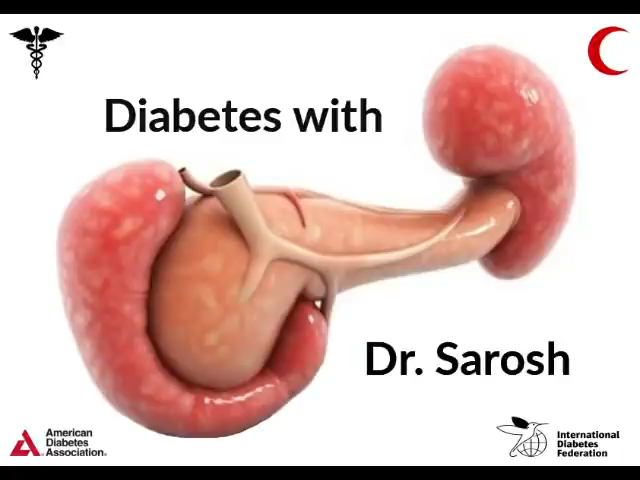 Diabetes with
Dr. Sarosh
American
Diabetes
Association.
International
Diabetes
Federation